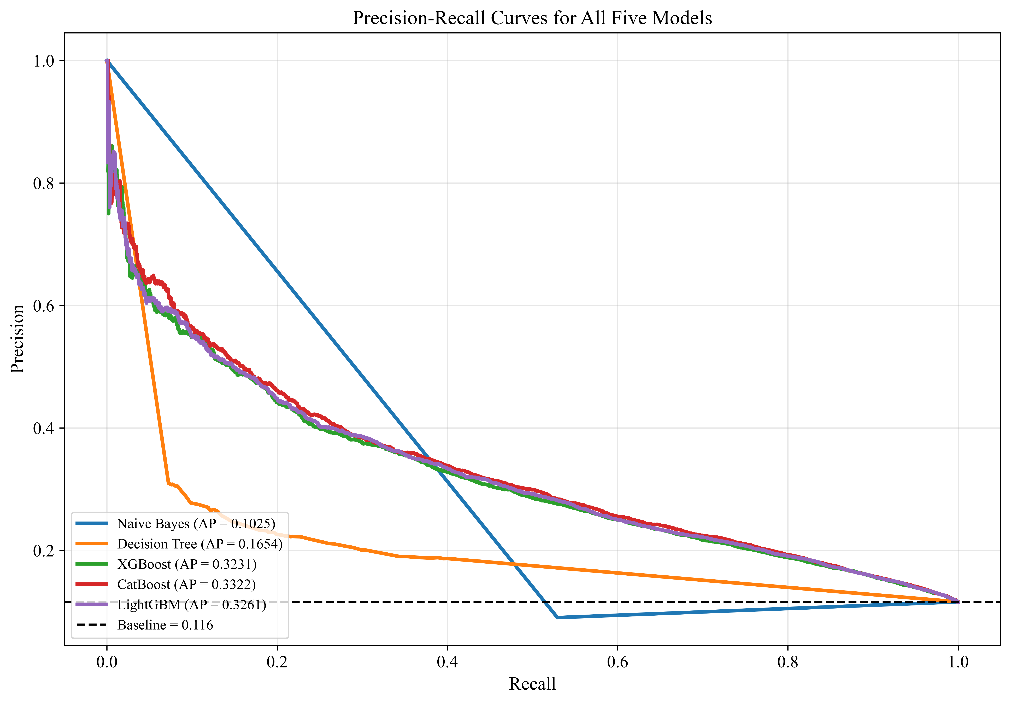 Precision-Recall Curves for All Five Models
Precision
1.0
0.8
0.6
0.4
0.2
Naive Bayes (AP = 0.1025)
Decision Tree (AP = 0.1654)
XGBoost (AP = 0.3231)
CatBoost (AP = 0.3322)
LightGBM (AP = 0.3261)
Baseline = 0.116
0.0 0.2 0.4 0.6 0.8 1.0
Recall